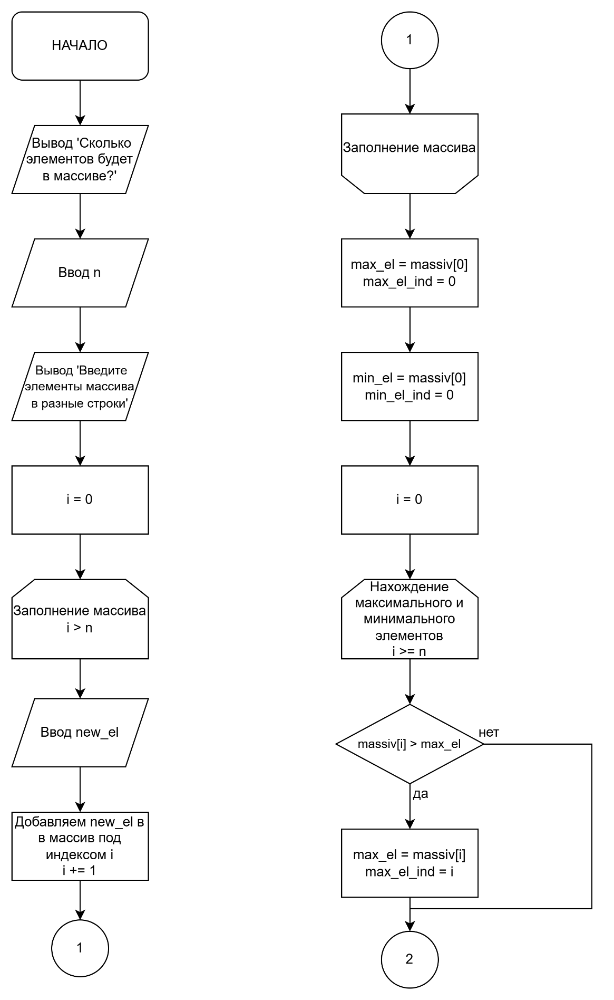 НАЧАЛО
Вывод 'Сколько
элементов будет
в массиве?'
Ввод n
Вывод 'Введите
элементы массива
в разные строки'
i = 0
Заполнение массива
i > n
Ввод new_el
Добавляем new_el в
в массив под
индексом i
i += 1
1
1
Заполнение массива
max_el = massiv[0]
max_el_ind = 0
min_el = massiv[0]
min_el_ind = 0
i = 0
Нахождение
максимального и
минимального
элементов
i >= n
massiv[i] > max_el
нет
да
max_el = massiv[i]
max_el_ind = i
2